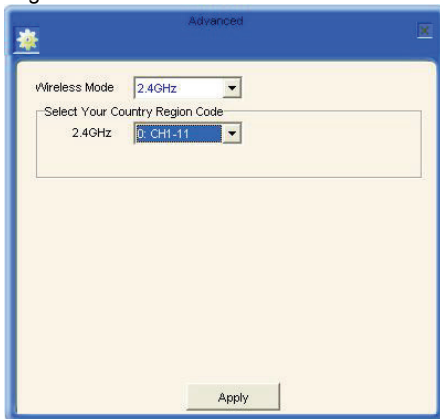 Advanced
Wireless Mode 2.4GHz
Select Your Country Region Code
2.4GHz 0: CH1-11
Apply